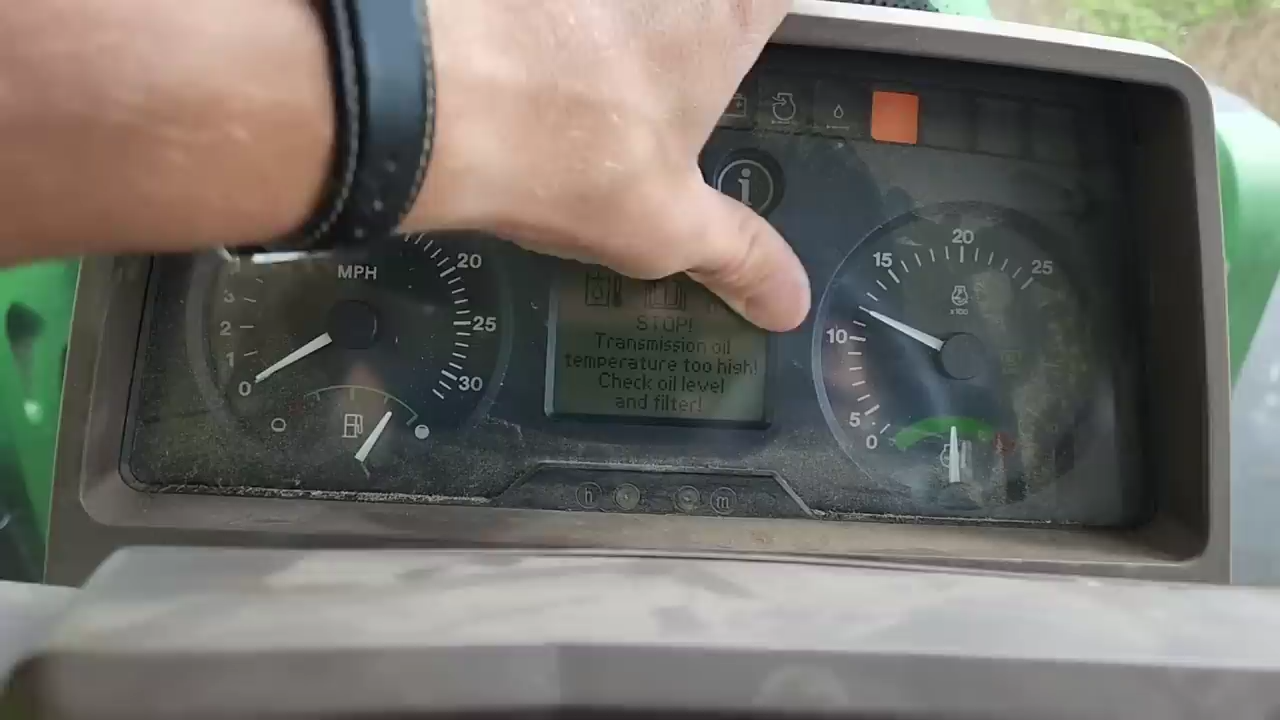 i
MPH
20
25
30
3
2
1
0
STOP!
Transmission oil
temperature too high!
Check oil level
and filter!
20
15
25
x100
10
5
0
h
m